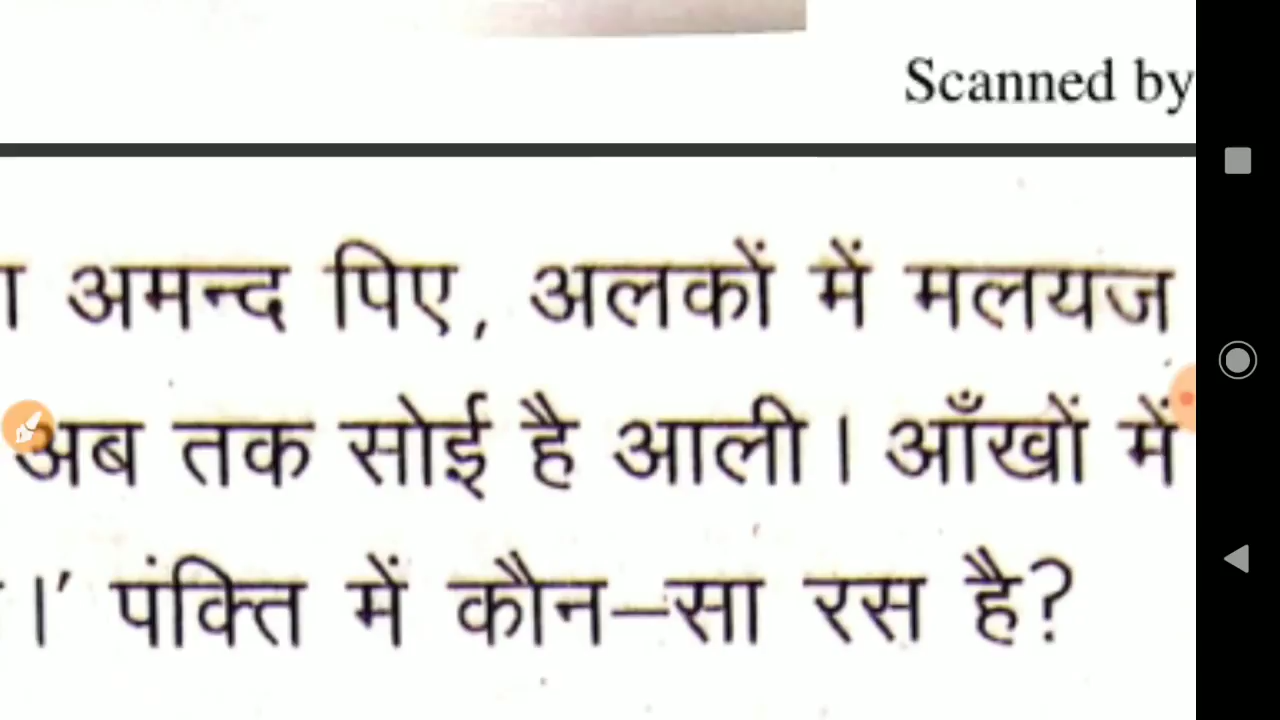 Scanned by
अमन्द पिए, अलकों में मलयज
अब तक सोई है आली । आँखों में
।’ पंक्ति में कौन–सा रस है?